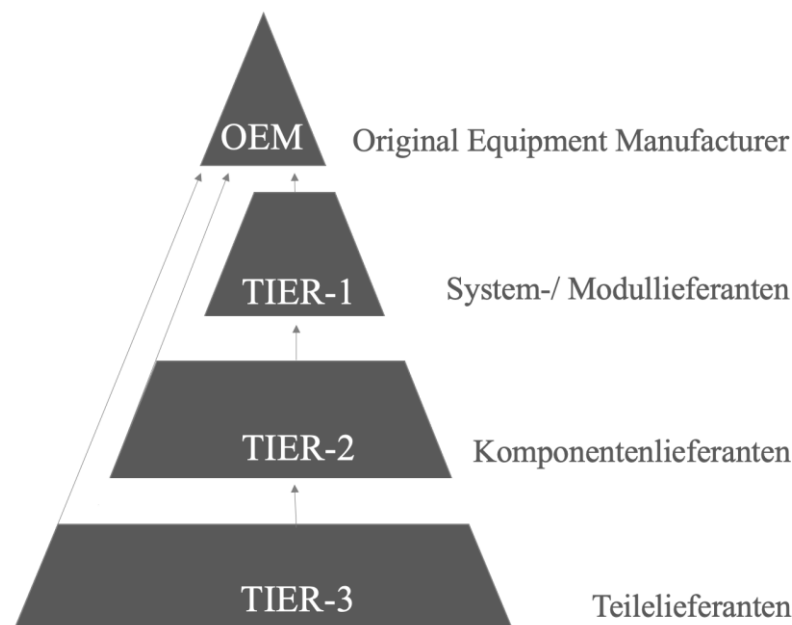 OEM
Original Equipment Manufacturer
TIER-1
System-/ Modullieferanten
TIER-2
Komponentenlieferanten
TIER-3
Teilelieferanten